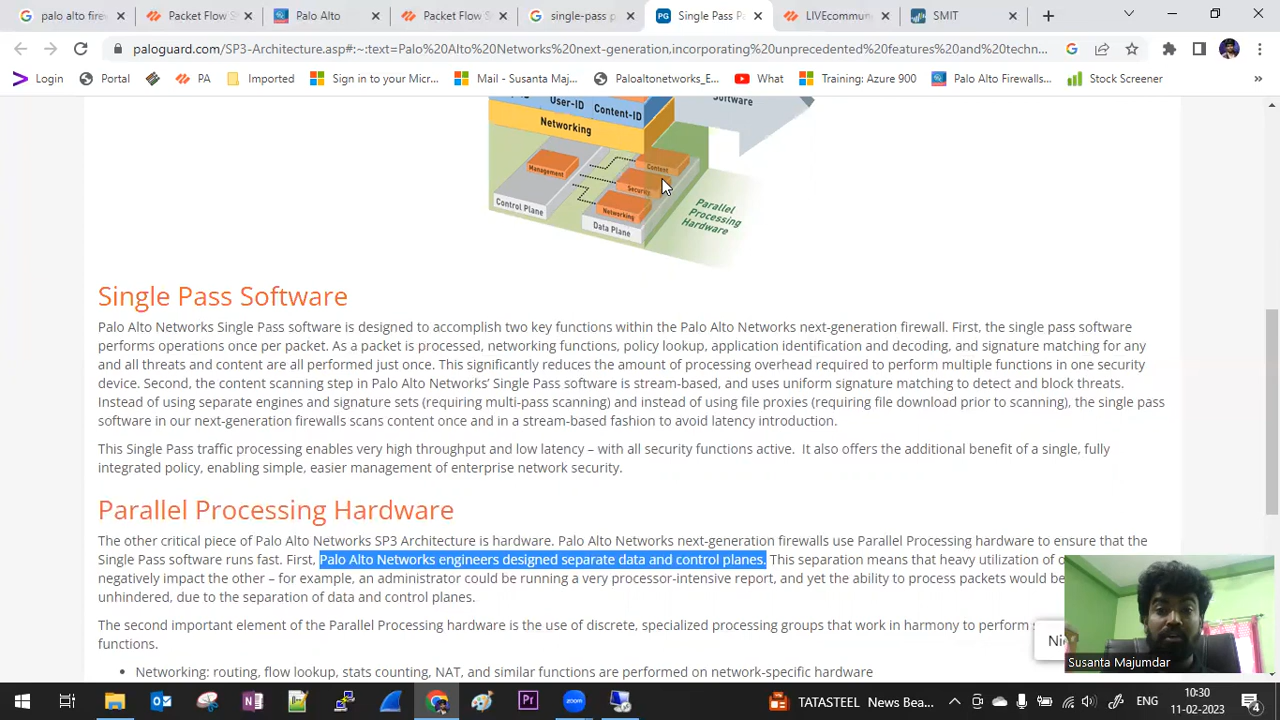 palo alto firew
Packet Flow S
Palo Alto
Packet Flow S
single-pass p
Single Pass Pa
LIVEcommun
SMIT
paloguard.com/SP3-Architecture.asp#:~:text=Palo%20Alto%20Networks%20next-generation,incorporating%20unprecedented%20features%20and%20techn...
Login
Portal
PA
Imported
Sign in to your Micr...
Mail - Susanta Maj...
Paloaltonetworks_E...
What
Training: Azure 900
Palo Alto Firewalls...
Stock Screener
»
User-ID
Content-ID
Software
Networking
Management
Content
Security
Networking
Control Plane
Data Plane
Parallel
Processing
Hardware
Single Pass Software
Palo Alto Networks Single Pass software is designed to accomplish two key functions within the Palo Alto Networks next-generation firewall. First, the single pass software
performs operations once per packet. As a packet is processed, networking functions, policy lookup, application identification and decoding, and signature matching for any
and all threats and content are all performed just once. This significantly reduces the amount of processing overhead required to perform multiple functions in one security
device. Second, the content scanning step in Palo Alto Networks’ Single Pass software is stream-based, and uses uniform signature matching to detect and block threats.
Instead of using separate engines and signature sets (requiring multi-pass scanning) and instead of using file proxies (requiring file download prior to scanning), the single pass
software in our next-generation firewalls scans content once and in a stream-based fashion to avoid latency introduction.
This Single Pass traffic processing enables very high throughput and low latency – with all security functions active. It also offers the additional benefit of a single, fully
integrated policy, enabling simple, easier management of enterprise network security.
Parallel Processing Hardware
The other critical piece of Palo Alto Networks SP3 Architecture is hardware. Palo Alto Networks next-generation firewalls use Parallel Processing hardware to ensure that the
Single Pass software runs fast. First, Palo Alto Networks engineers designed separate data and control planes. This separation means that heavy utilization of
negatively impact the other – for example, an administrator could be running a very processor-intensive report, and yet the ability to process packets would be
unhindered, due to the separation of data and control planes.
The second important element of the Parallel Processing hardware is the use of discrete, specialized processing groups that work in harmony to perform
functions.
• Networking: routing, flow lookup, stats counting, NAT, and similar functions are performed on network-specific hardware
Susanta Majumdar
TATASTEEL News Bea...
ENG
10:30
11-02-2023
4